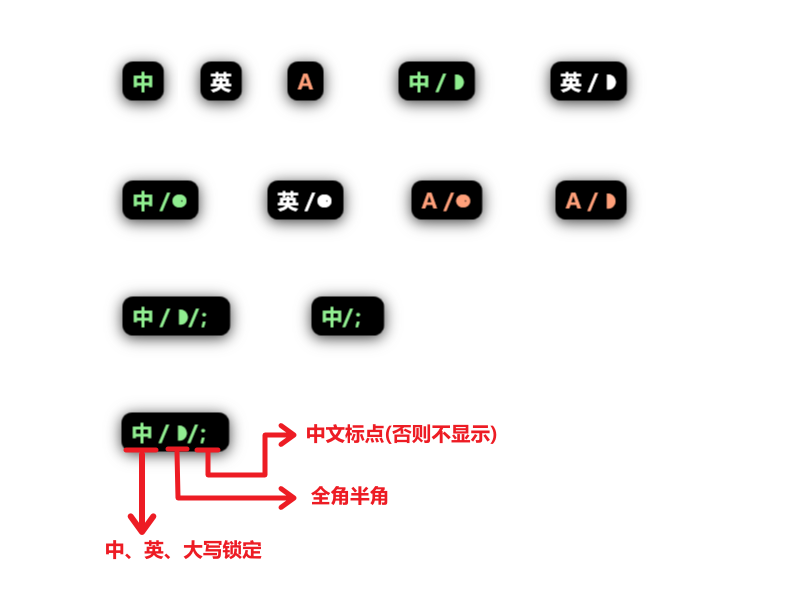 中 英 A 中 / ◗ 英 / ◗
中 /● 英 /● A /● A / ◗
中 / ◗/; 中/;
中 / ◗/;
中文标点(否则不显示)
全角半角
中、英、大写锁定